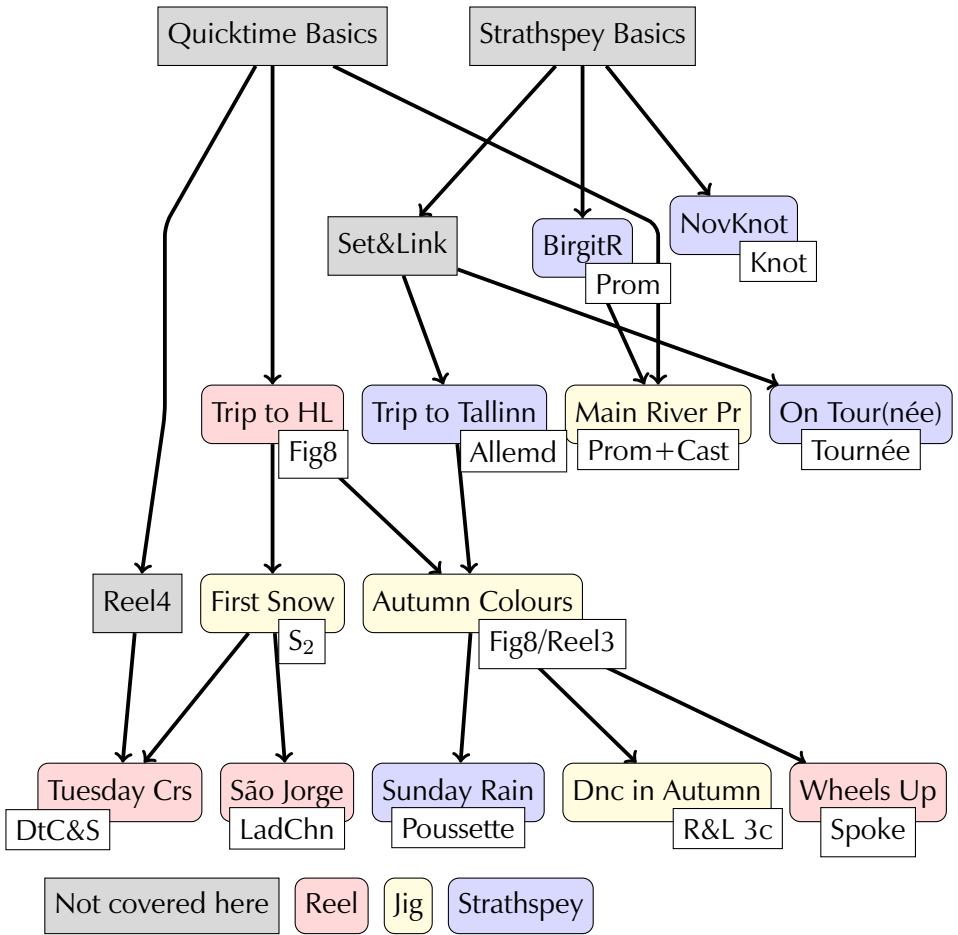 Quicktime Basics
Strathspey Basics
NovKnot
Knot
Set&Link
BirgitR
Prom
Trip to HL
Fig8
Trip to Tallinn
Allemd
Main River Pr
Prom+Cast
On Tour(née)
Tournée
Reel4
First Snow
S₂
Autumn Colours
Fig8/Reel3
Tuesday Crs
DtC&S
São Jorge
LadChn
Sunday Rain
Poussette
Dnc in Autumn
R&L 3c
Wheels Up
Spoke
Not covered here
Reel
Jig
Strathspey